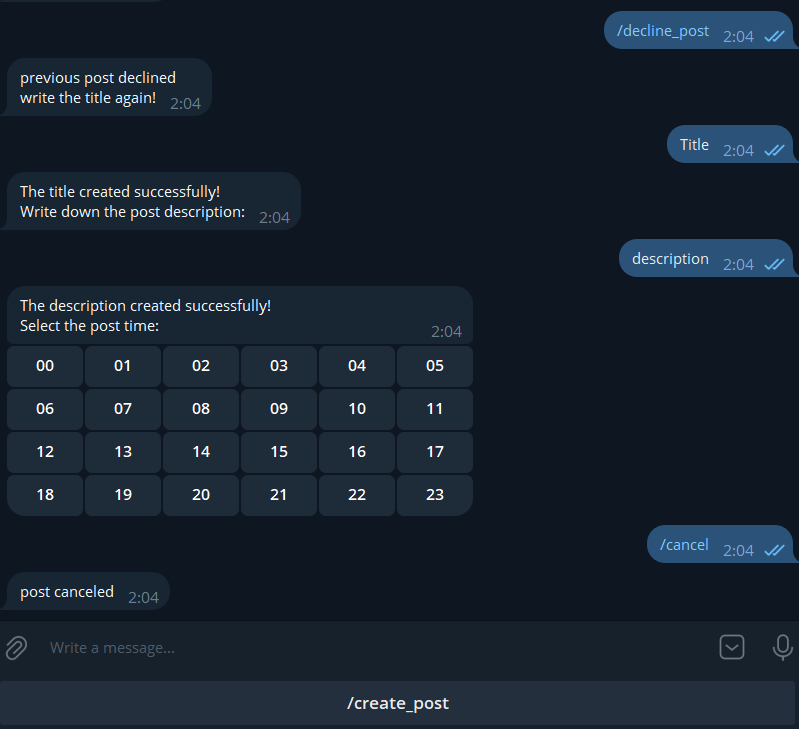 /decline_post 2:04
previous post declined
write the title again! 2:04
Title 2:04
The title created successfully!
Write down the post description: 2:04
description 2:04
The description created successfully!
Select the post time: 2:04
00 01 02 03 04 05
06 07 08 09 10 11
12 13 14 15 16 17
18 19 20 21 22 23
/cancel 2:04
post canceled 2:04
Write a message...
/create_post